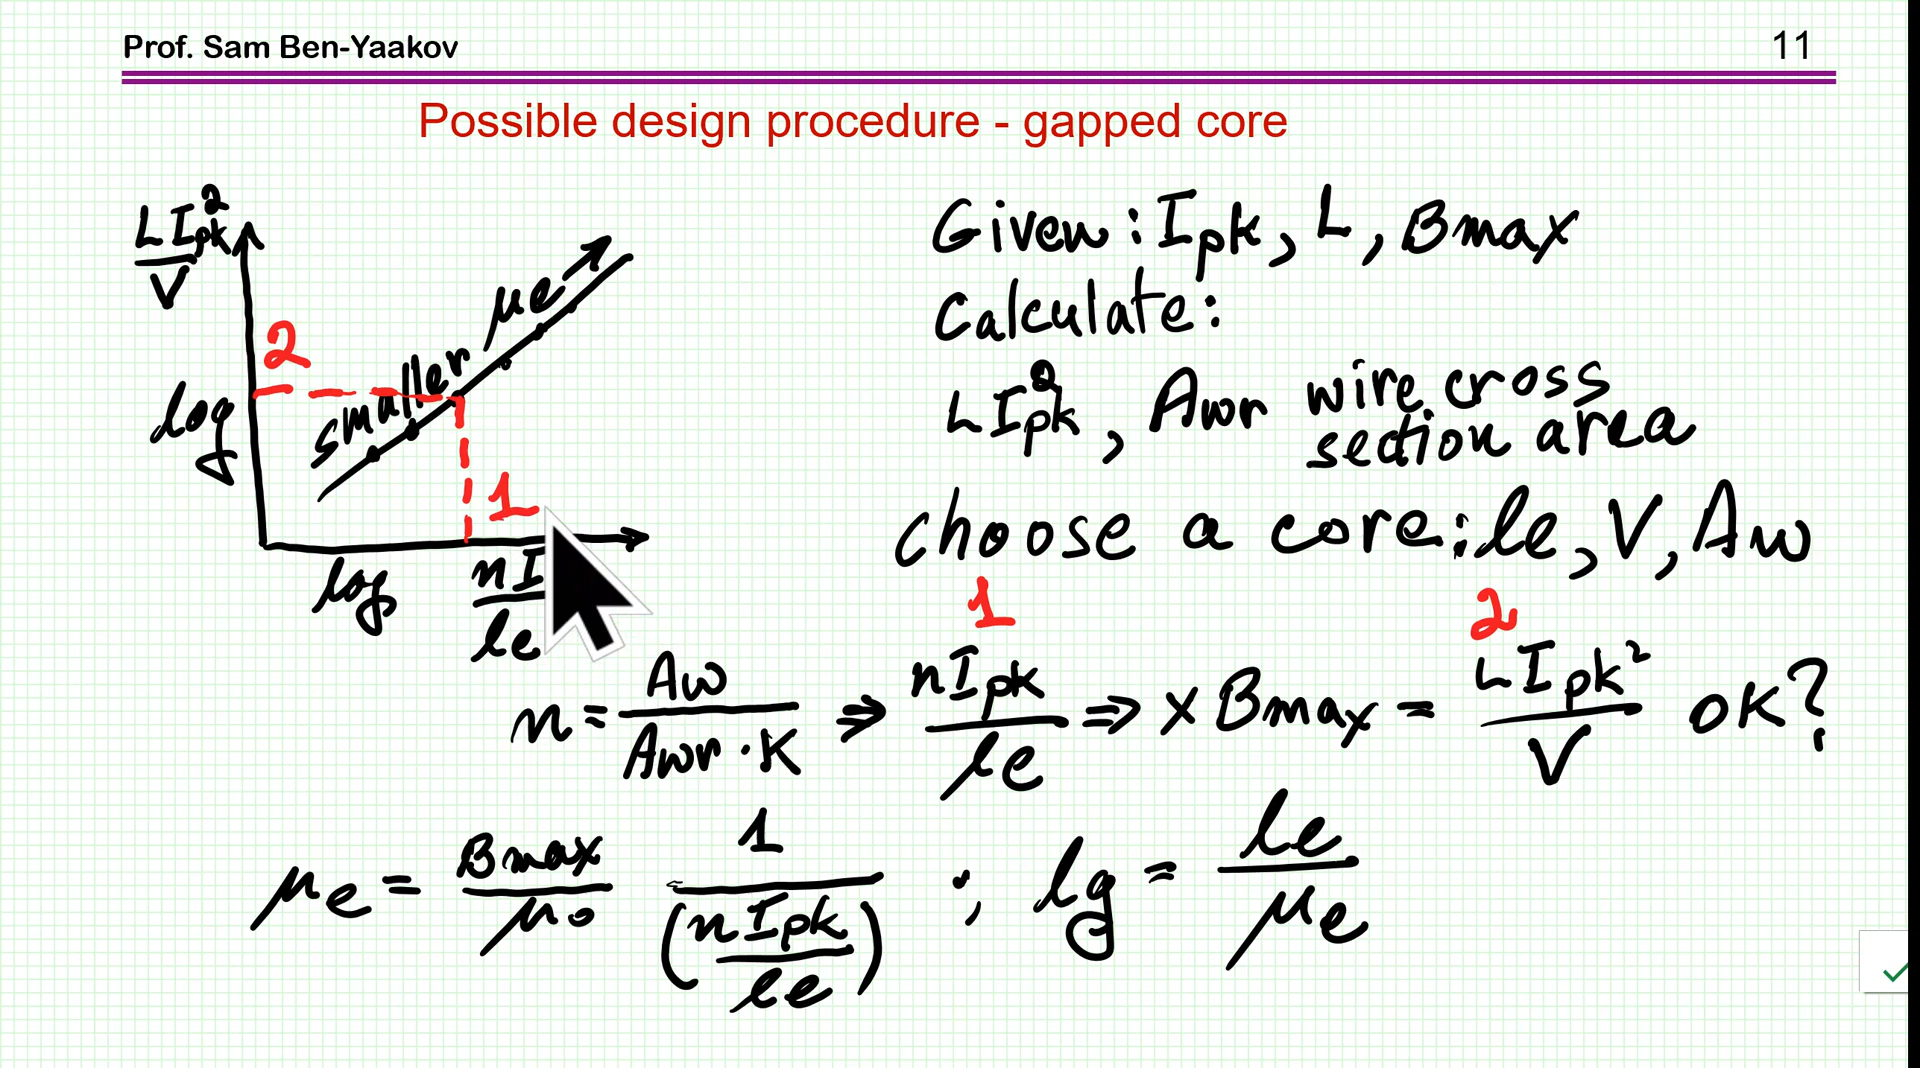 Prof. Sam Ben-Yaakov
11
Possible design procedure - gapped core
LIpk²
V
log
2
smaller μe
1
log
nI
le
Given: Ipk, L, Bmax
Calculate:
LIpk², Awr wire cross
section area
choose a core: le, V, Aw
1
2
n = Aw / Awr · K ⇒ nIpk / le ⇒ × Bmax = LIpk² / V OK?
μe = Bmax / μo 1 / (nIpk / le) ; lg = le / μe